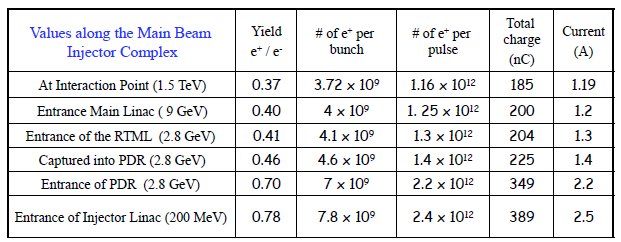 Values along the Main Beam Injector Complex Yield e⁺ / e⁻ # of e⁺ per bunch # of e⁺ per pulse Total charge (nC) Current (A)
At Interaction Point (1.5 TeV) 0.37 3.72 × 10⁹ 1.16 × 10¹² 185 1.19
Entrance Main Linac ( 9 GeV) 0.40 4 × 10⁹ 1. 25 × 10¹² 200 1.2
Entrance of the RTML (2.8 GeV) 0.41 4.1 × 10⁹ 1.3 × 10¹² 204 1.3
Captured into PDR (2.8 GeV) 0.46 4.6 × 10⁹ 1.4 × 10¹² 225 1.4
Entrance of PDR (2.8 GeV) 0.70 7 × 10⁹ 2.2 × 10¹² 349 2.2
Entrance of Injector Linac (200 MeV) 0.78 7.8 × 10⁹ 2.4 × 10¹² 389 2.5